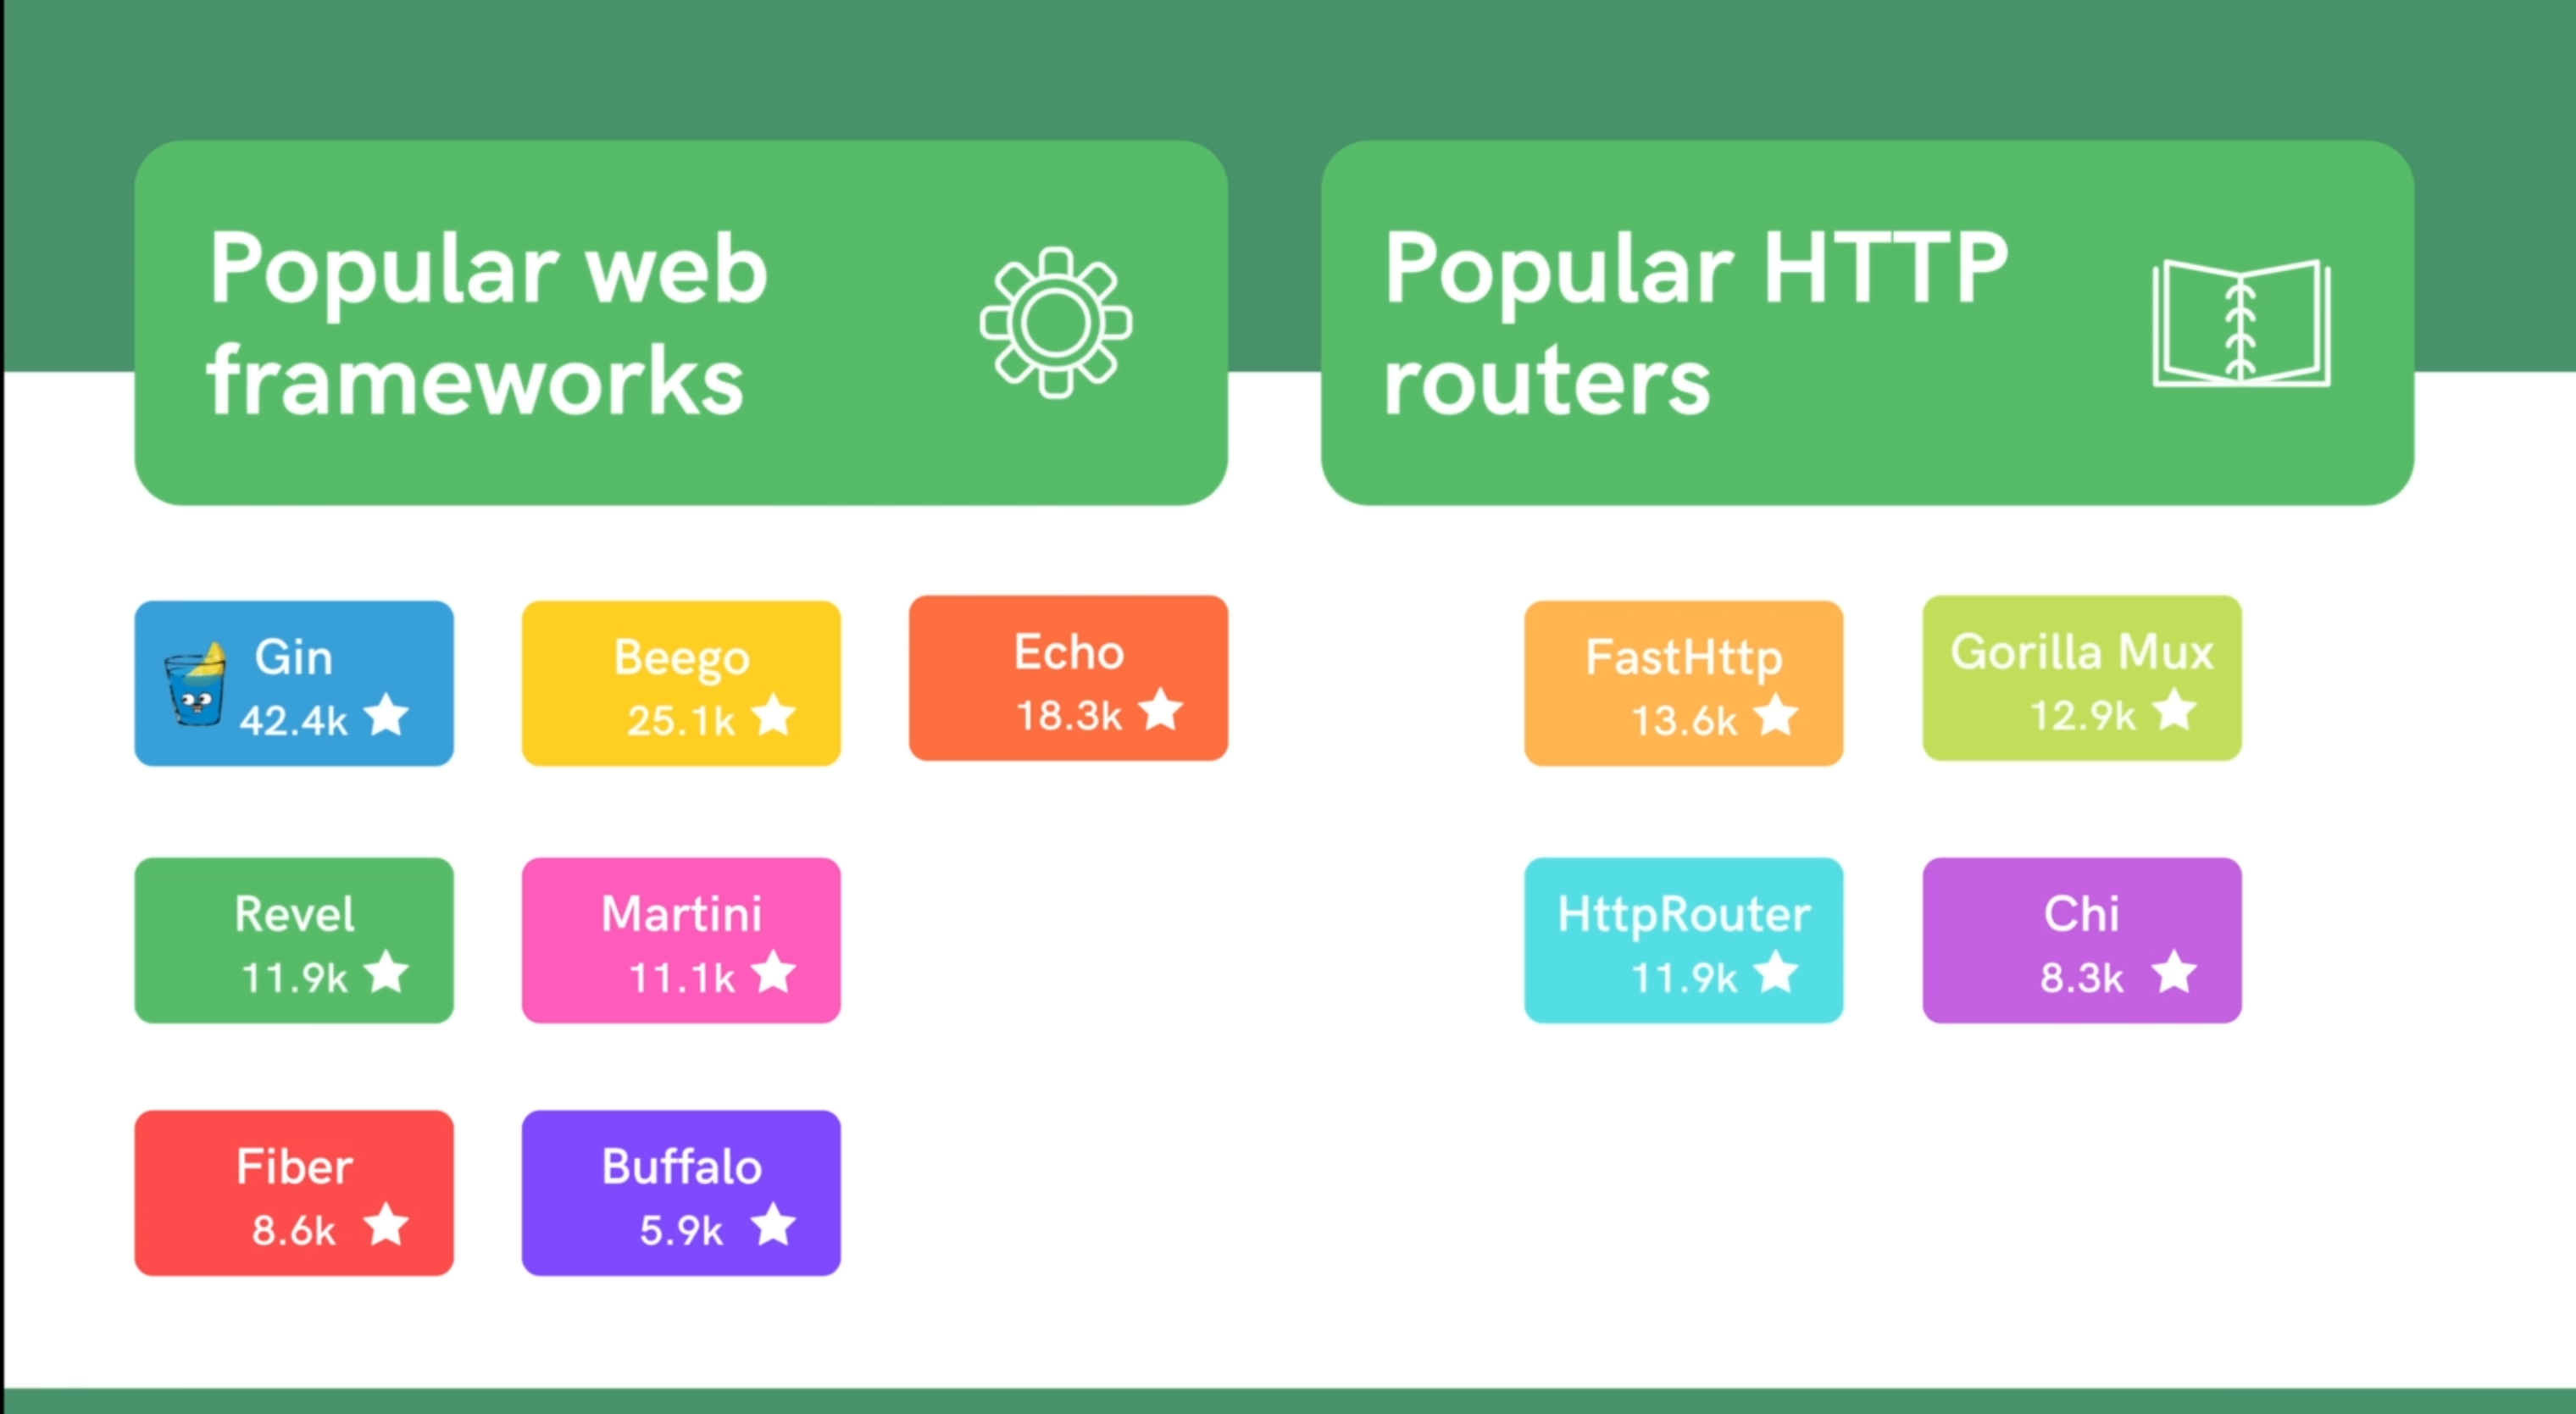 Popular web
frameworks
Popular HTTP
routers
Gin
42.4k
Beego
25.1k
Echo
18.3k
FastHttp
13.6k
Gorilla Mux
12.9k
Revel
11.9k
Martini
11.1k
HttpRouter
11.9k
Chi
8.3k
Fiber
8.6k
Buffalo
5.9k